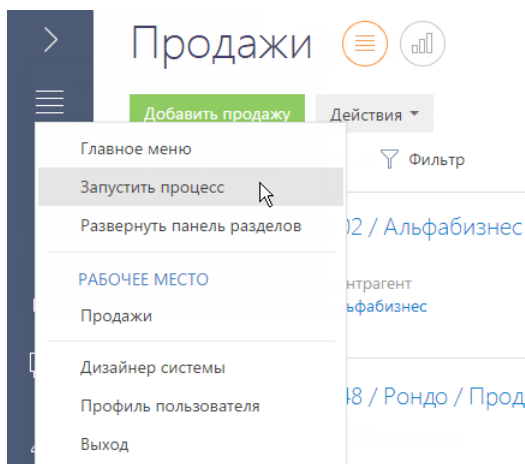 Продажи
Добавить продажу
Действия
Главное меню
Фильтр
Запустить процесс
Развернуть панель разделов
02 / Альфабизнес
РАБОЧЕЕ МЕСТО
нтрагент
ьфабизнес
Продажи
Дизайнер системы
48 / Рондо / Прод
Профиль пользователя
Выход